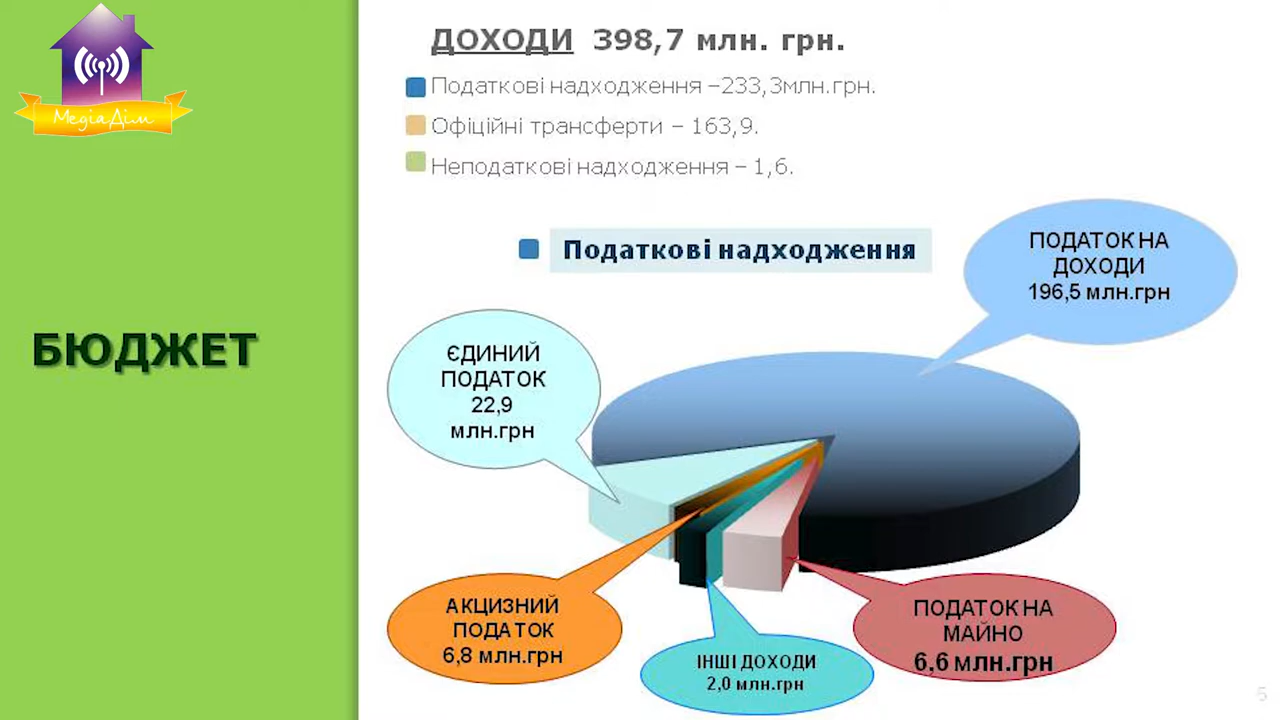 МедіаДім
ДОХОДИ 398,7 млн. грн.
Податкові надходження –233,3млн.грн.
Офіційні трансферти – 163,9.
Неподаткові надходження – 1,6.
Податкові надходження
ПОДАТОК НА
ДОХОДИ
196,5 млн.грн
БЮДЖЕТ
ЄДИНИЙ
ПОДАТОК
22,9
млн.грн
АКЦИЗНИЙ
ПОДАТОК
6,8 млн.грн
ІНШІ ДОХОДИ
2,0 млн.грн
ПОДАТОК НА
МАЙНО
6,6 млн.грн
5